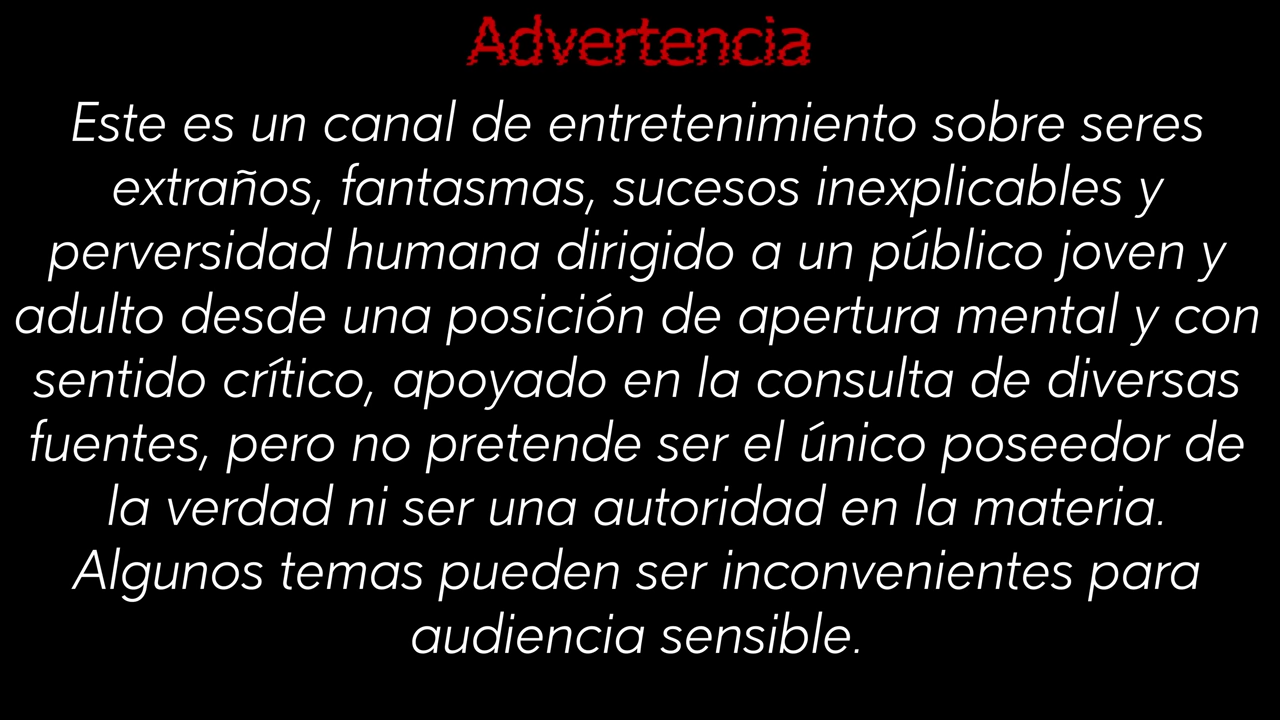 Advertencia
Este es un canal de entretenimiento sobre seres
extraños, fantasmas, sucesos inexplicables y
perversidad humana dirigido a un público joven y
adulto desde una posición de apertura mental y con
sentido crítico, apoyado en la consulta de diversas
fuentes, pero no pretende ser el único poseedor de
la verdad ni ser una autoridad en la materia.
Algunos temas pueden ser inconvenientes para
audiencia sensible.